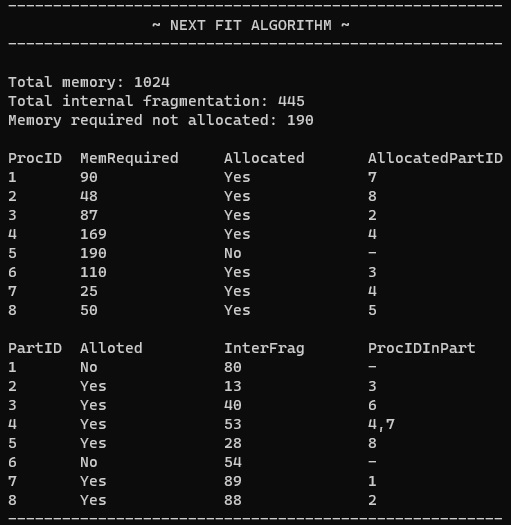 ~ NEXT FIT ALGORITHM ~
Total memory: 1024
Total internal fragmentation: 445
Memory required not allocated: 190
ProcID MemRequired Allocated AllocatedPartID
1 90 Yes 7
2 48 Yes 8
3 87 Yes 2
4 169 Yes 4
5 190 No -
6 110 Yes 3
7 25 Yes 4
8 50 Yes 5
PartID Alloted InterFrag ProcIDInPart
1 No 80 -
2 Yes 13 3
3 Yes 40 6
4 Yes 53 4,7
5 Yes 28 8
6 No 54 -
7 Yes 89 1
8 Yes 88 2